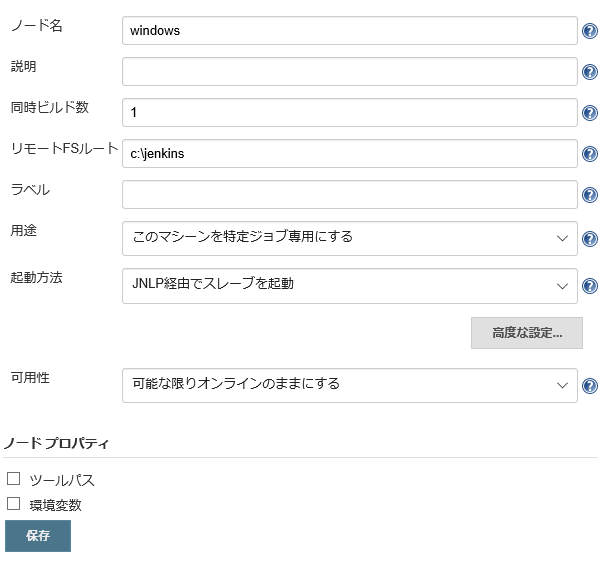 ノード名 windows
説明
同時ビルド数 1
リモートFSルート c:\jenkins
ラベル
用途 このマシーンを特定ジョブ専用にする
起動方法 JNLP経由でスレーブを起動
高度な設定...
可用性 可能な限りオンラインのままにする
ノード プロパティ
ツールパス
環境変数
保存